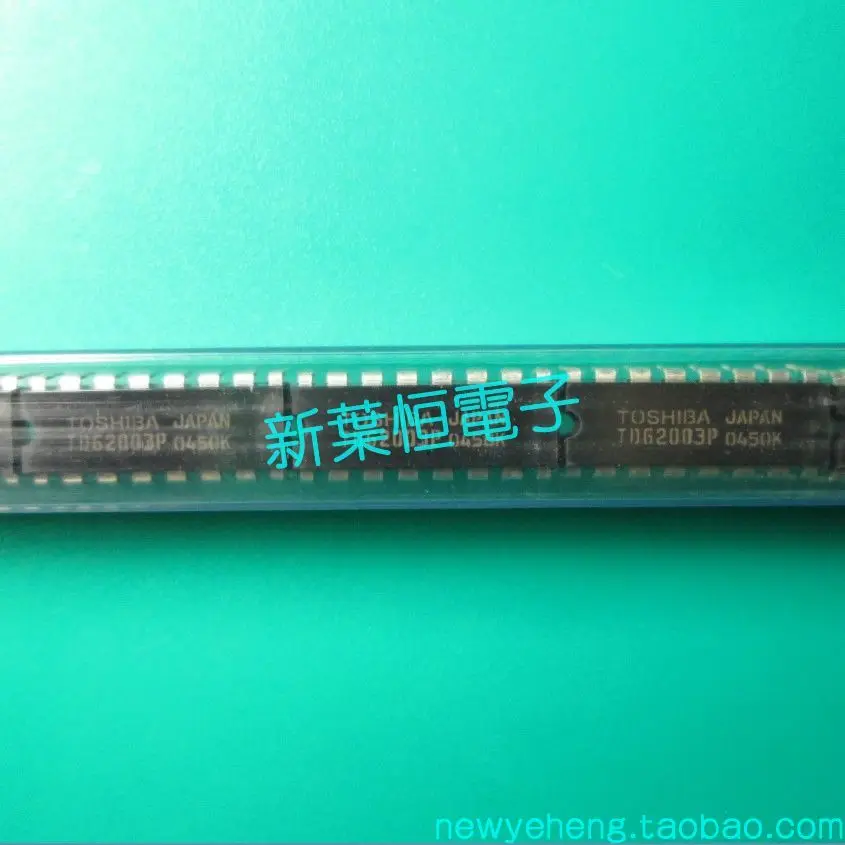 TOSHIBA JAPAN
TD62003P 0450K
新葉恒電子
TOSHIBA JAPAN
TD62003P 0450K
newyeheng.taobao.com